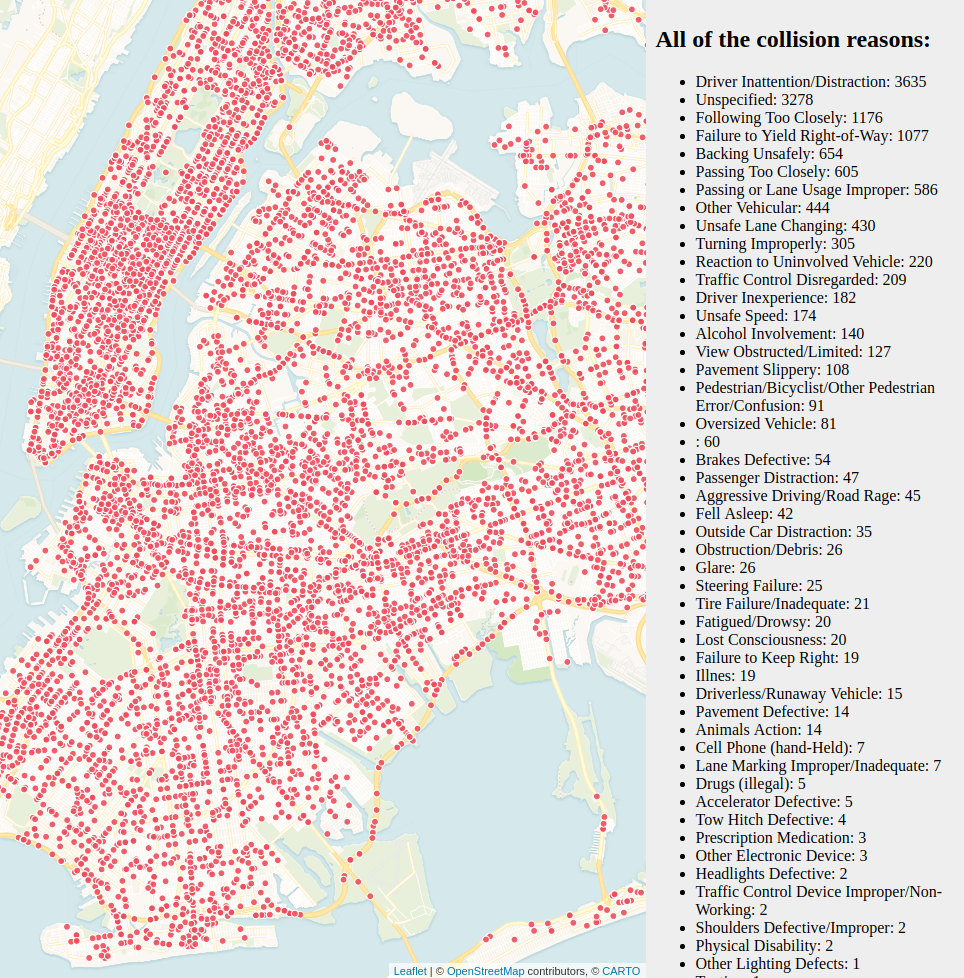 All of the collision reasons:
Driver Inattention/Distraction: 3635
Unspecified: 3278
Following Too Closely: 1176
Failure to Yield Right-of-Way: 1077
Backing Unsafely: 654
Passing Too Closely: 605
Passing or Lane Usage Improper: 586
Other Vehicular: 444
Unsafe Lane Changing: 430
Turning Improperly: 305
Reaction to Uninvolved Vehicle: 220
Traffic Control Disregarded: 209
Driver Inexperience: 182
Unsafe Speed: 174
Alcohol Involvement: 140
View Obstructed/Limited: 127
Pavement Slippery: 108
Pedestrian/Bicyclist/Other Pedestrian
Error/Confusion: 91
Oversized Vehicle: 81
: 60
Brakes Defective: 54
Passenger Distraction: 47
Aggressive Driving/Road Rage: 45
Fell Asleep: 42
Outside Car Distraction: 35
Obstruction/Debris: 26
Glare: 26
Steering Failure: 25
Tire Failure/Inadequate: 21
Fatigued/Drowsy: 20
Lost Consciousness: 20
Failure to Keep Right: 19
Illnes: 19
Driverless/Runaway Vehicle: 15
Pavement Defective: 14
Animals Action: 14
Cell Phone (hand-Held): 7
Lane Marking Improper/Inadequate: 7
Drugs (illegal): 5
Accelerator Defective: 5
Tow Hitch Defective: 4
Prescription Medication: 3
Other Electronic Device: 3
Headlights Defective: 2
Traffic Control Device Improper/Non-
Working: 2
Shoulders Defective/Improper: 2
Physical Disability: 2
Other Lighting Defects: 1
Leaflet | © OpenStreetMap contributors, © CARTO